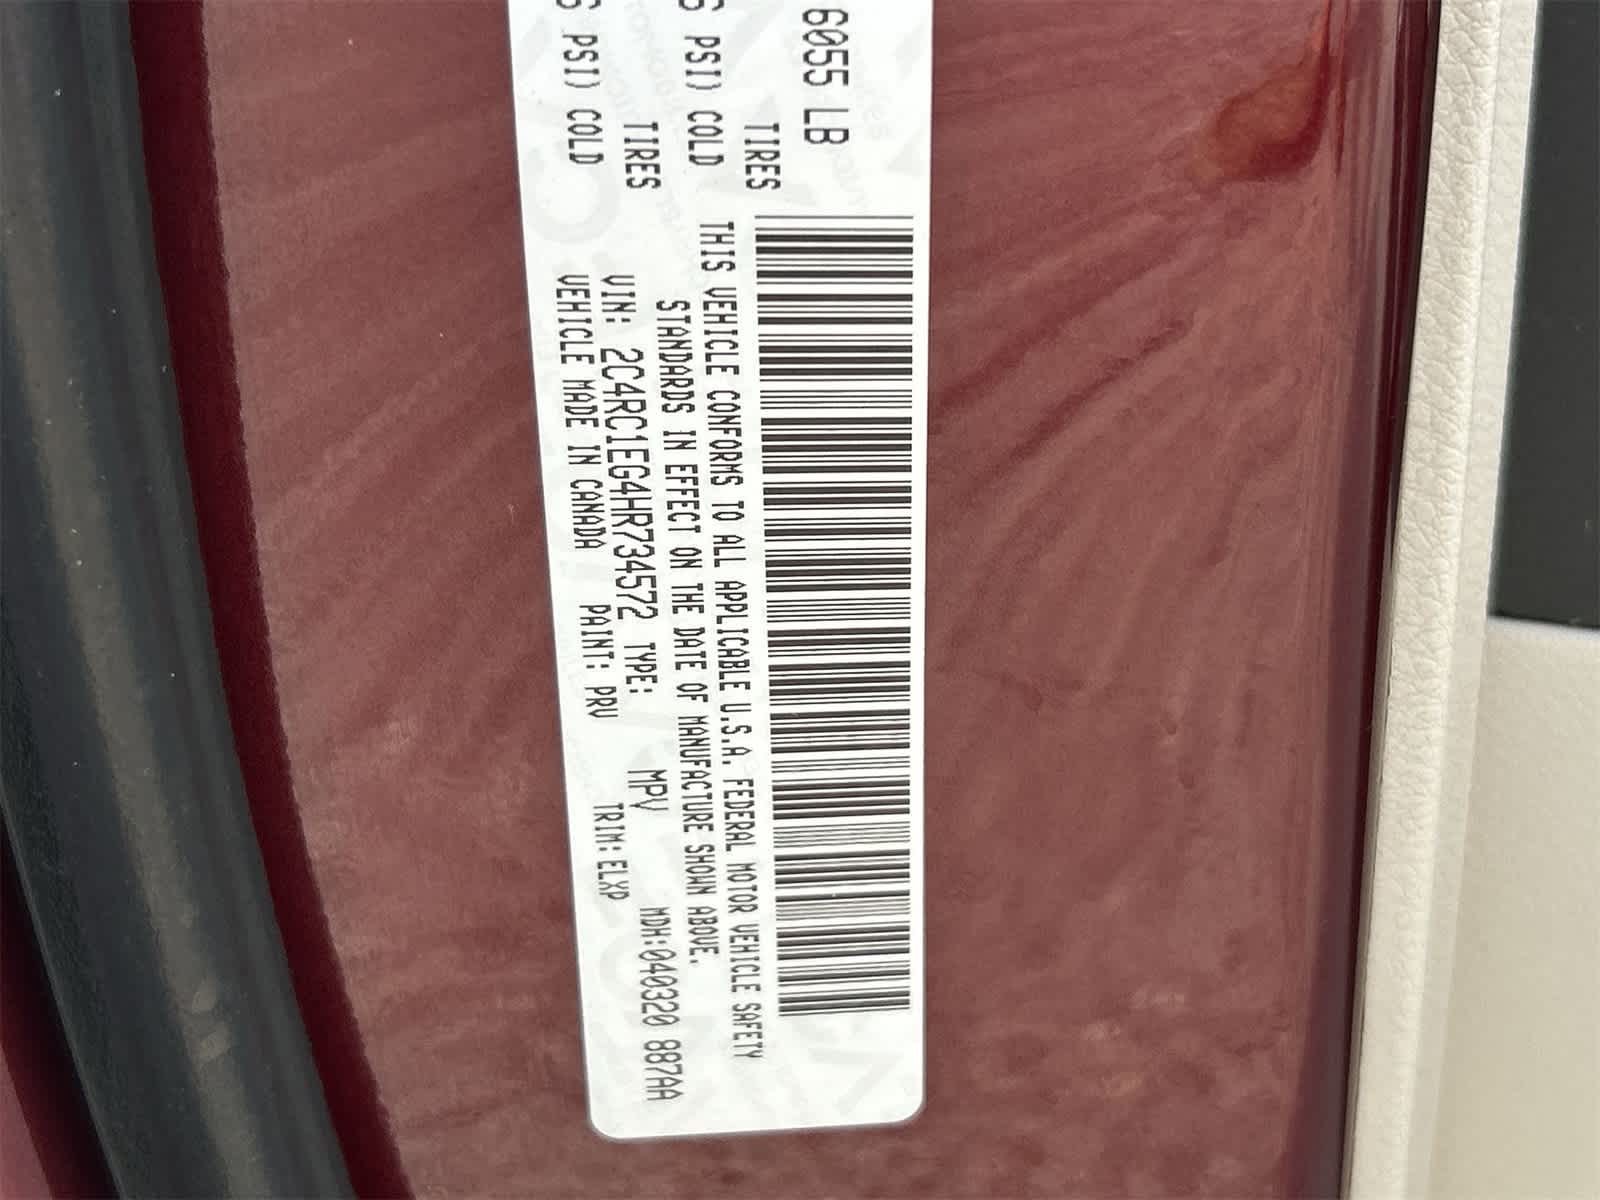 6055 LB
TIRES
PSI) COLD
TIRES
PSI) COLD
THIS VEHICLE CONFORMS TO ALL APPLICABLE U.S.A. FEDERAL MOTOR VEHICLE SAFETY
STANDARDS IN EFFECT ON THE DATE OF MANUFACTURE SHOWN ABOVE.
VIN: 2C4RC1EG4HR734572 TYPE: MPV MDH:040320 887AA
VEHICLE MADE IN CANADA PAINT: PRV TRIM: ELXP